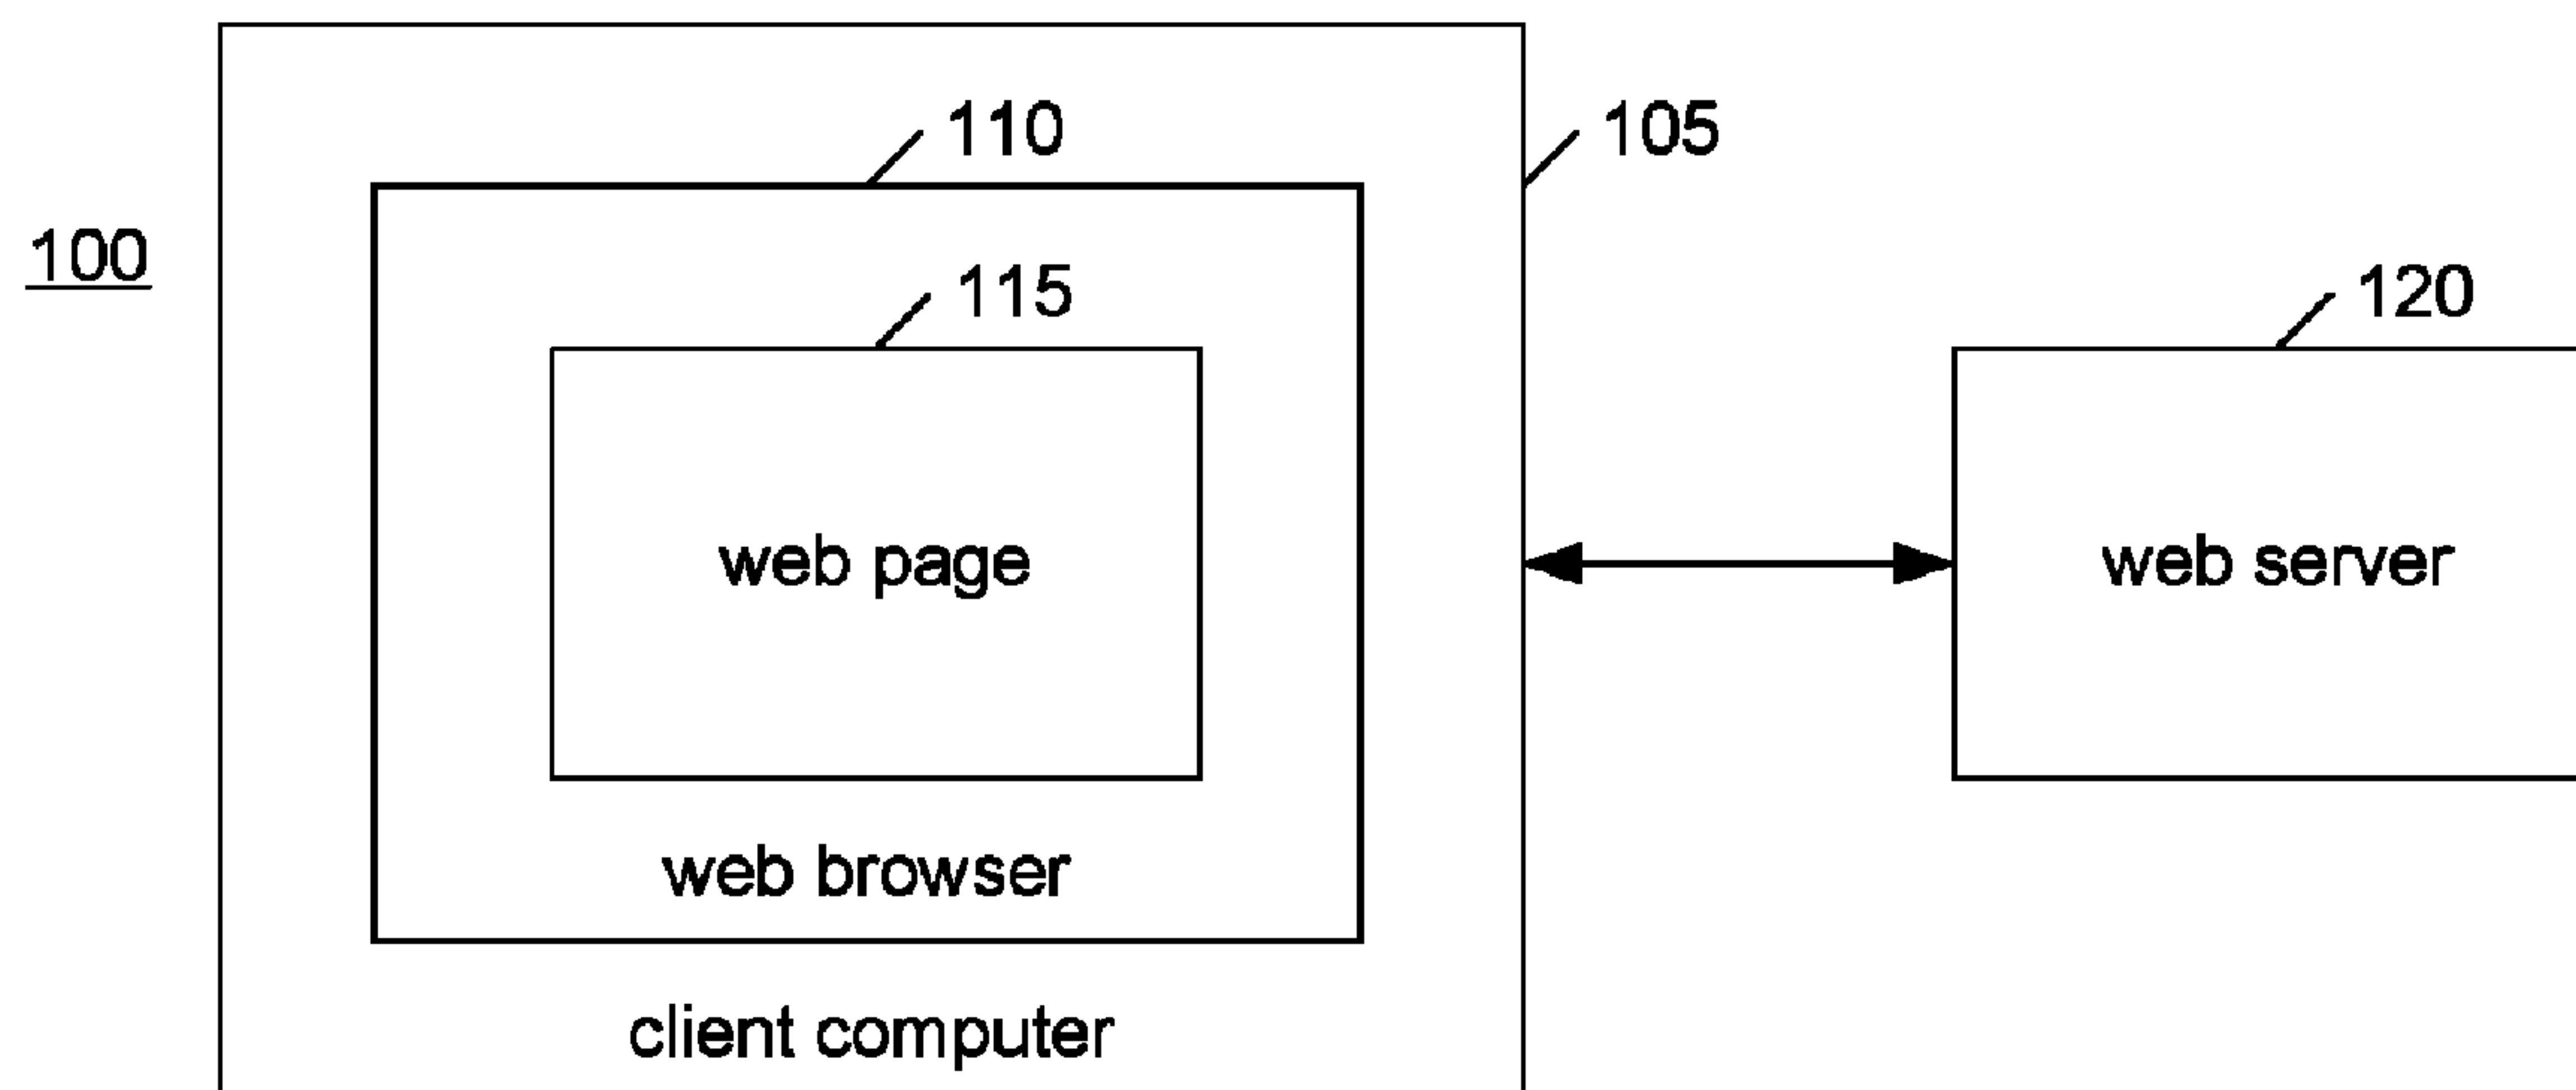 110
105
100
115
120
web page
web server
web browser
client computer